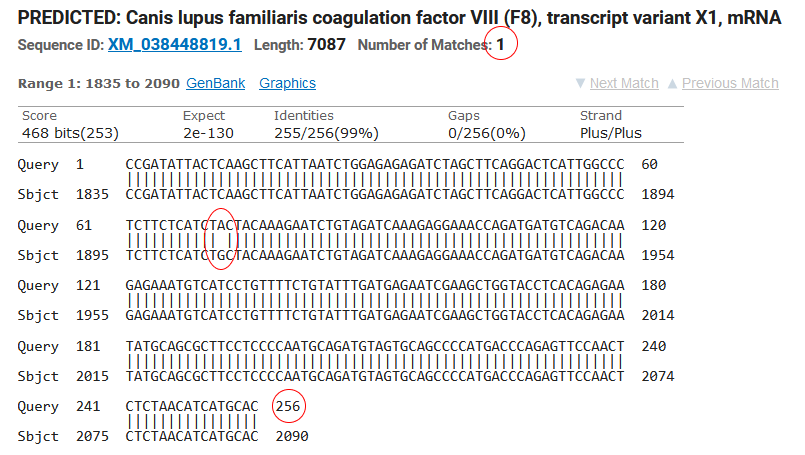 PREDICTED: Canis lupus familiaris coagulation factor VIII (F8), transcript variant X1, mRNA
Sequence ID: XM_038448819.1 Length: 7087 Number of Matches: 1
Range 1: 1835 to 2090 GenBank Graphics ▼ Next Match ▲ Previous Match
Score Expect Identities Gaps Strand
468 bits(253) 2e-130 255/256(99%) 0/256(0%) Plus/Plus
Query 1 CCGATATTACTCAAGCTTCATTAATCTGGAGAGAGATCTAGCTTCAGGACTCATTGGCCC 60
Sbjct 1835 CCGATATTACTCAAGCTTCATTAATCTGGAGAGAGATCTAGCTTCAGGACTCATTGGCCC 1894
Query 61 TCTTCTCATCTACTACAAAGAATCTGTAGATCAAAGAGGAAACCAGATGATGTCAGACAA 120
Sbjct 1895 TCTTCTCATCTGCTACAAAGAATCTGTAGATCAAAGAGGAAACCAGATGATGTCAGACAA 1954
Query 121 GAGAAATGTCATCCTGTTTTCTGTATTTGATGAGAATCGAAGCTGGTACCTCACAGAGAA 180
Sbjct 1955 GAGAAATGTCATCCTGTTTTCTGTATTTGATGAGAATCGAAGCTGGTACCTCACAGAGAA 2014
Query 181 TATGCAGCGCTTCCTCCCCAATGCAGATGTAGTGCAGCCCCATGACCCAGAGTTCCAACT 240
Sbjct 2015 TATGCAGCGCTTCCTCCCCAATGCAGATGTAGTGCAGCCCCATGACCCAGAGTTCCAACT 2074
Query 241 CTCTAACATCATGCAC 256
Sbjct 2075 CTCTAACATCATGCAC 2090